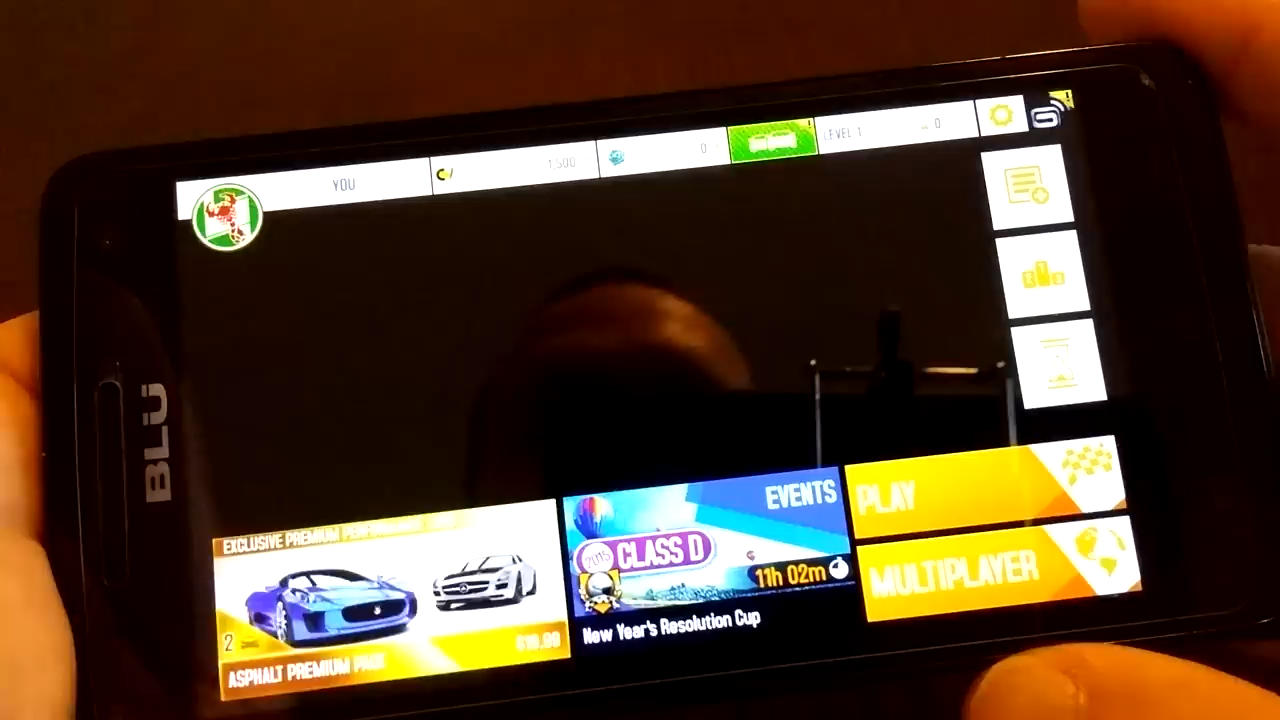 YOU
1,500
0
LEVEL 1
0
BLU
EXCLUSIVE PREMIUM
2
ASPHALT PREMIUM PACK
EVENTS
2015
CLASS D
11h 02m
New Year's Resolution Cup
PLAY
MULTIPLAYER